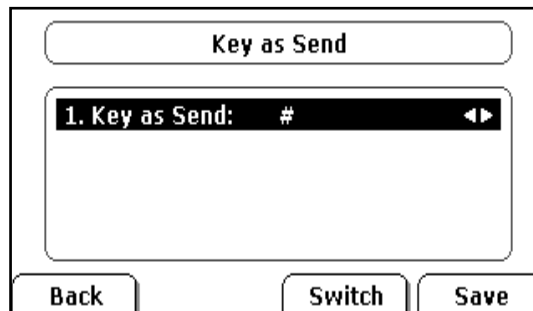 Key as Send
1. Key as Send: #
Back Switch Save